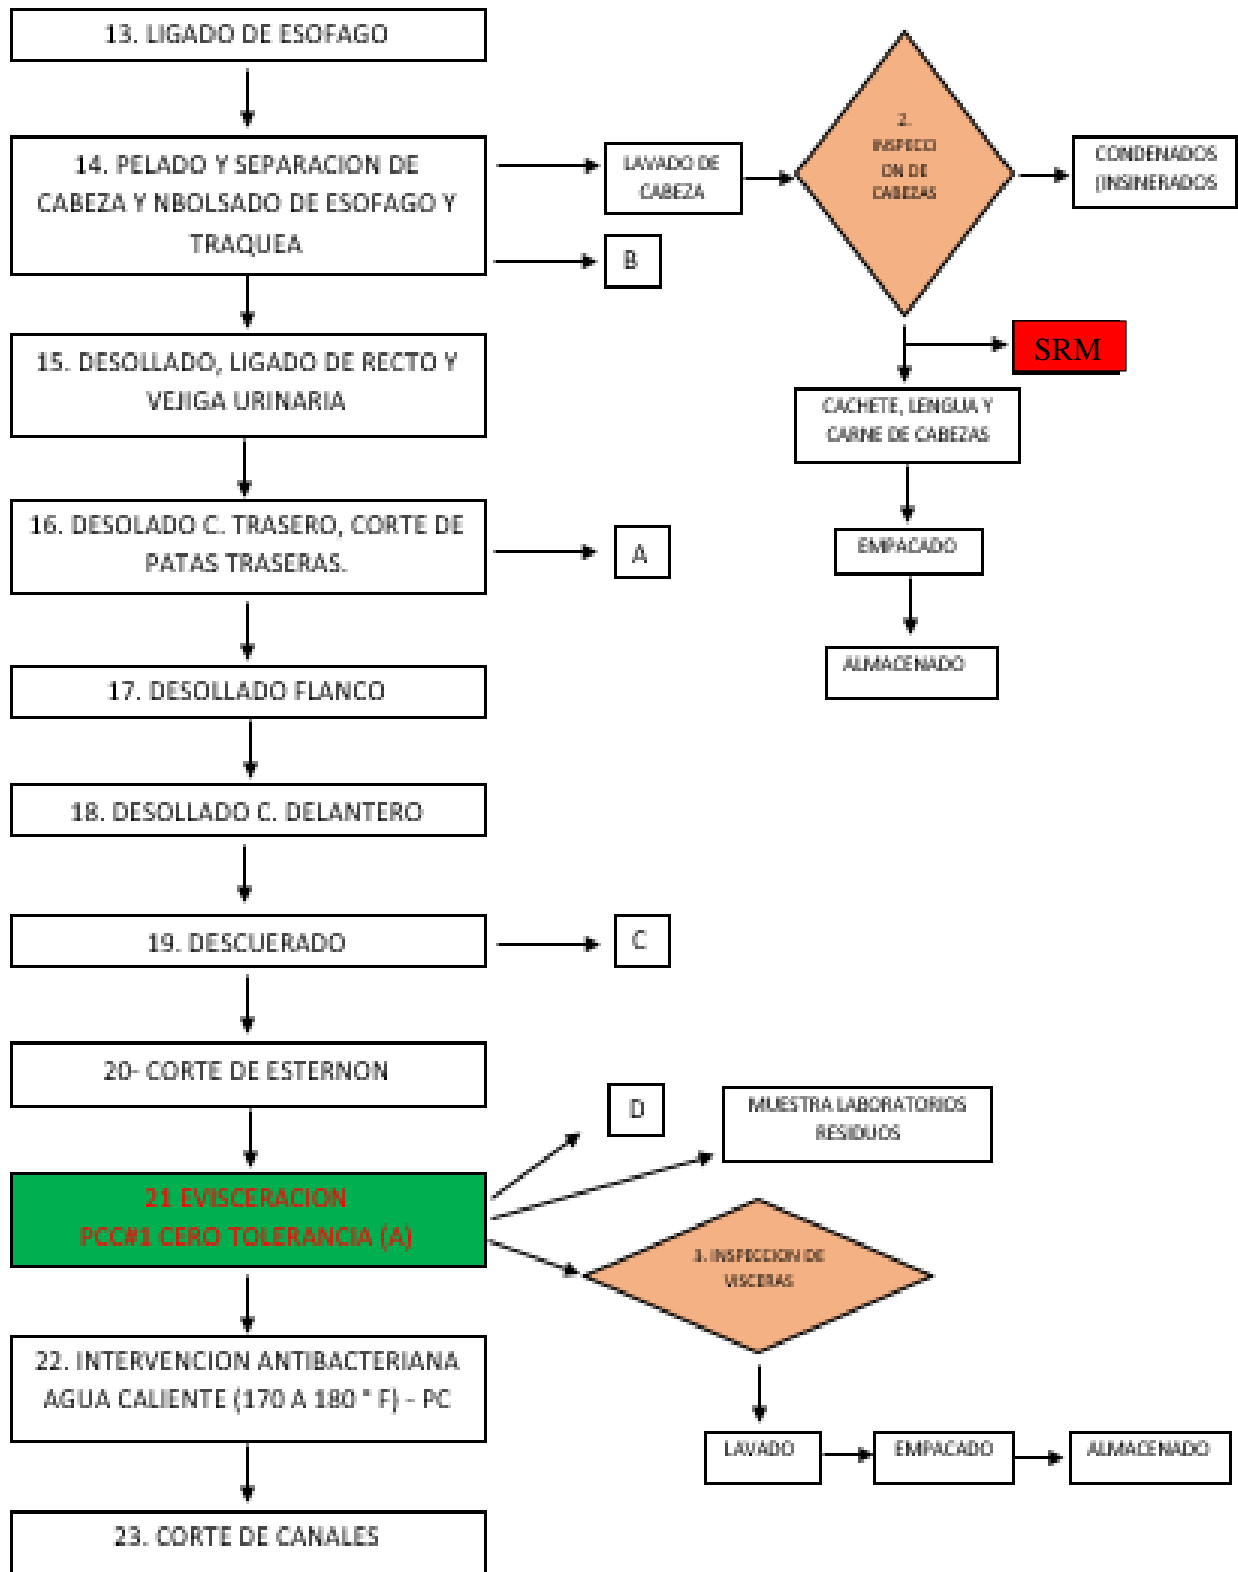 13. LIGADO DE ESOFAGO
14. PELADO Y SEPARACION DE
CABEZA Y NBOLSADO DE ESOFAGO Y
TRAQUEA
LAVADO DE
CABEZA
2.
INSPECCI
ON DE
CABEZAS
CONDENADOS
(INSINERADOS
B
SRM
15. DESOLLADO, LIGADO DE RECTO Y
VEJIGA URINARIA
CACHETE, LENGUA Y
CARNE DE CABEZAS
16. DESOLADO C. TRASERO, CORTE DE
PATAS TRASERAS.
A
EMPACADO
ALMACENADO
17. DESOLLADO FLANCO
18. DESOLLADO C. DELANTERO
19. DESCUERADO
C
20- CORTE DE ESTERNON
D
MUESTRA LABORATORIOS
RESIDUOS
21 EVISCERACION
PCC#1 CERO TOLERANCIA (A)
3. INSPECCION DE
VISCERAS
22. INTERVENCION ANTIBACTERIANA
AGUA CALIENTE (170 A 180 ° F) - PC
LAVADO
EMPACADO
ALMACENADO
23. CORTE DE CANALES